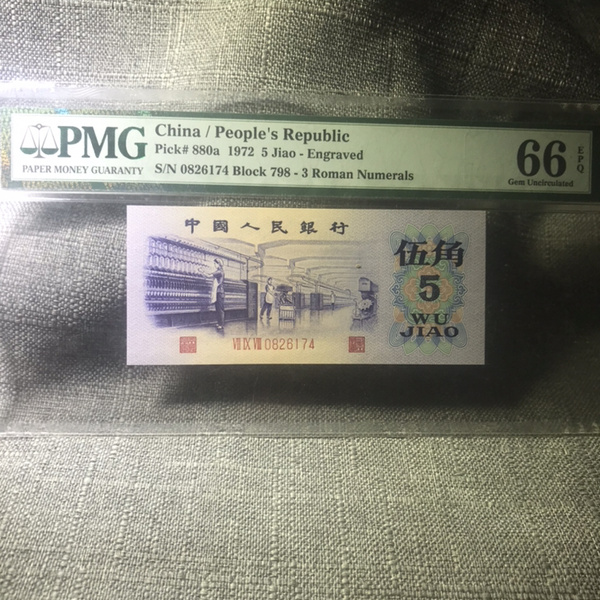 PMG
PAPER MONEY GUARANTY
China / People's Republic
Pick# 880a 1972 5 Jiao - Engraved
S/N 0826174 Block 798 - 3 Roman Numerals
66 EPQ
Gem Uncirculated
中國人民銀行
伍角
5
WU
JIAO
Ⅶ Ⅸ Ⅷ 0826174